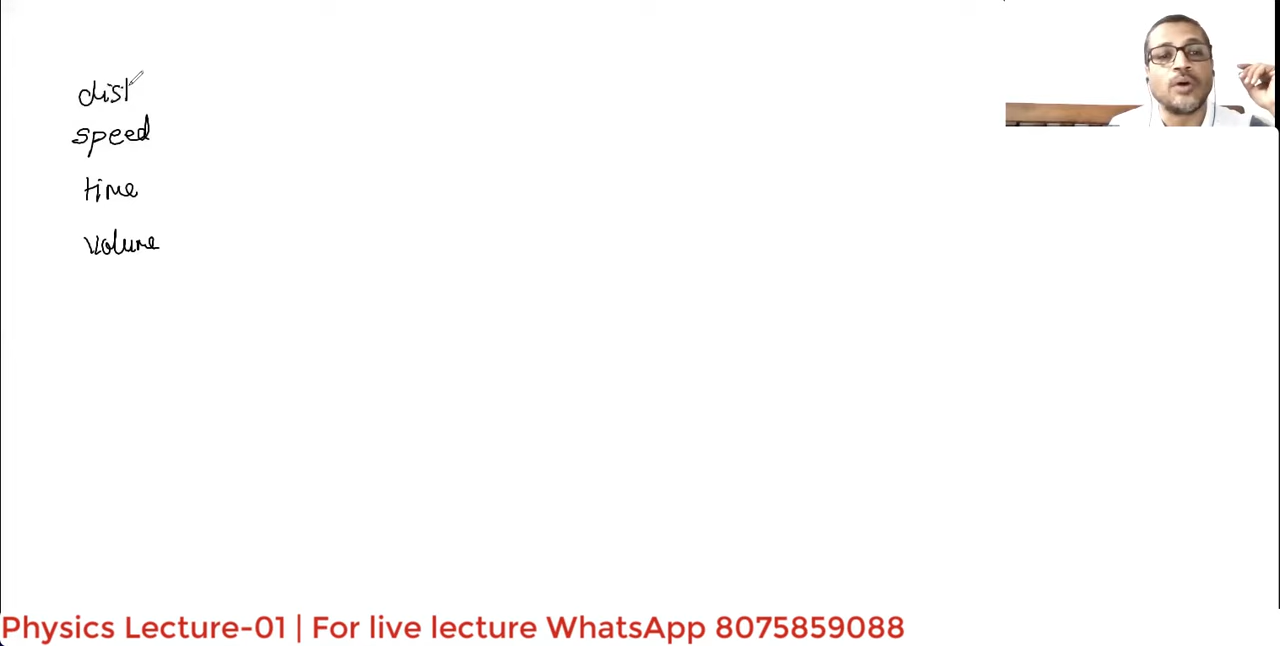 dist
speed
time
volume
Physics Lecture-01 | For live lecture WhatsApp 8075859088